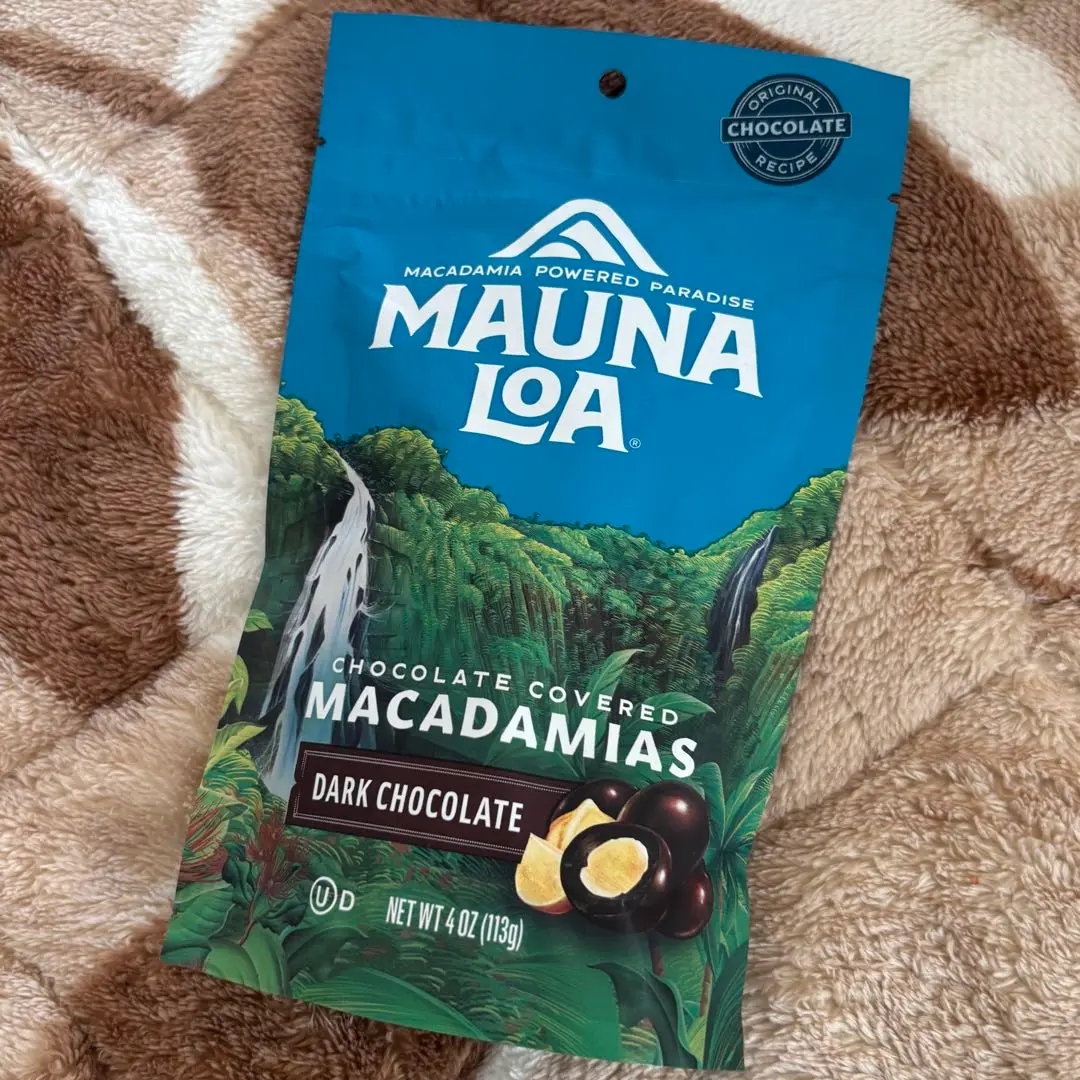 ORIGINAL
CHOCOLATE
RECIPE
MACADAMIA POWERED PARADISE
MAUNA
LOA®
CHOCOLATE COVERED
MACADAMIAS
DARK CHOCOLATE
U D
NET WT 4 OZ (113g)